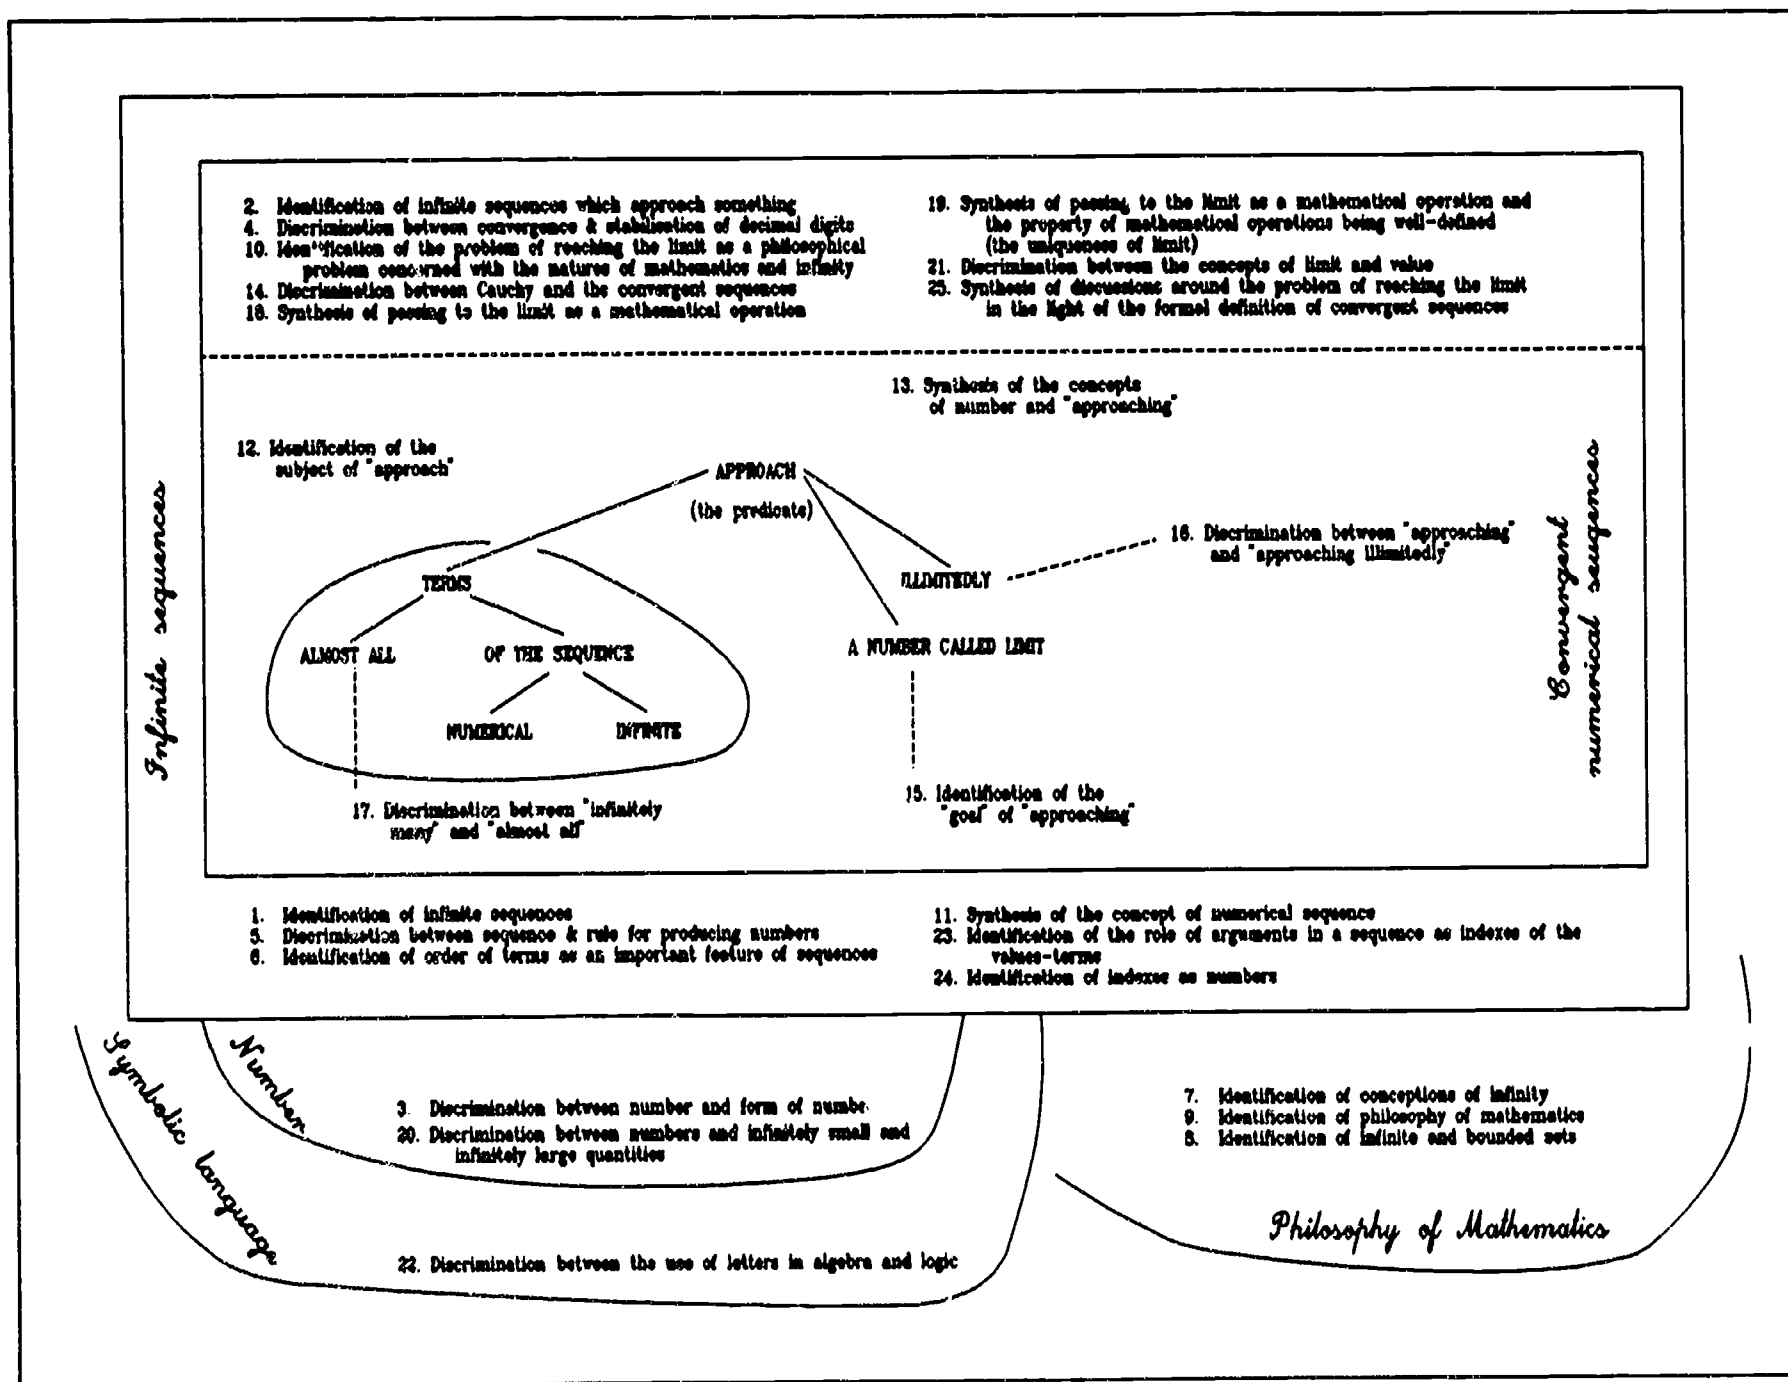 2. Identification of infinite sequences which approach something
4. Discrimination between convergence & stabilisation of decimal digits
10. Identification of the problem of reaching the limit as a philosophical
problem concerned with the natures of mathematics and infinity
14. Discrimination between Cauchy and the convergent sequences
18. Synthesis of passing to the limit as a mathematical operation
19. Synthesis of passing to the limit as a mathematical operation and
the property of mathematical operations being well-defined
(the uniqueness of limit)
21. Discrimination between the concepts of limit and value
25. Synthesis of discussions around the problem of reaching the limit
in the light of the formal definition of convergent sequences
13. Synthesis of the concepts
of number and "approaching"
12. Identification of the
subject of "approach"
APPROACH
(the predicate)
16. Discrimination between "approaching"
and "approaching illimitedly"
TERMS
ILLIMITEDLY
ALMOST ALL
OF THE SEQUENCE
A NUMBER CALLED LIMIT
NUMERICAL
INFINITE
17. Discrimination between "infinitely
many" and "almost all"
15. Identification of the
"goal" of "approaching"
Infinite sequences
Convergent
numerical seuqences
1. Identification of infinite sequences
5. Discrimination between sequence & rule for producing numbers
6. Identification of order of terms as an important feature of sequences
11. Synthesis of the concept of numerical sequence
23. Identification of the role of arguments in a sequence as indexes of the
values-terms
24. Identification of indexes as numbers
Number
3. Discrimination between number and form of numbe
20. Discrimination between numbers and infinitely small and
infinitely large quantities
Symbolic language
22. Discrimination between the use of letters in algebra and logic
7. Identification of conceptions of infinity
9. Identification of philosophy of mathematics
8. Identification of infinite and bounded sets
Philosophy of Mathematics